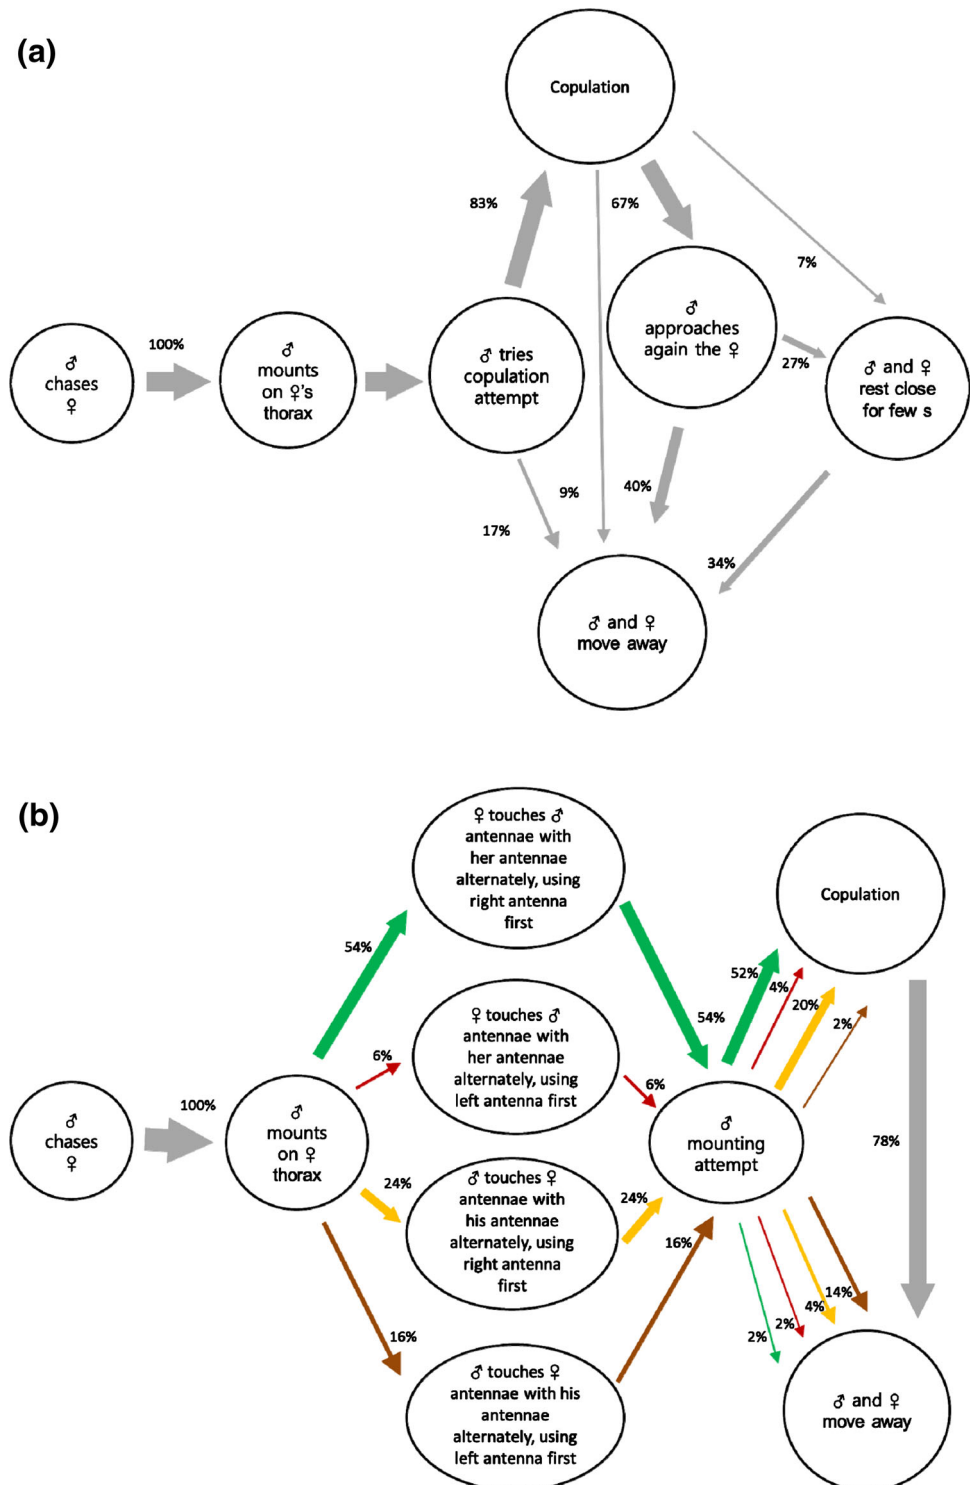 (a)
Copulation
83%
67%
7%
♂
chases
♀
100%
♂
mounts
on ♀'s
thorax
♂ tries
copulation
attempt
♂
approaches
again the ♀
27%
♂ and ♀
rest close
for few s
17%
9%
40%
34%
♂ and ♀
move away
(b)
♀ touches ♂
antennae with
her antennae
alternately, using
right antenna
first
Copulation
54%
54%
52%
4%
20%
2%
♀ touches ♂
antennae with
her antennae
alternately, using
left antenna first
6%
6%
♂
chases
♀
100%
♂
mounts
on ♀
thorax
♂
mounting
attempt
78%
24%
♂ touches ♀
antennae with
his antennae
alternately, using
right antenna
first
24%
16%
16%
2%
2%
4%
14%
♂ touches ♀
antennae with his
antennae
alternately, using
left antenna first
♂ and ♀
move away